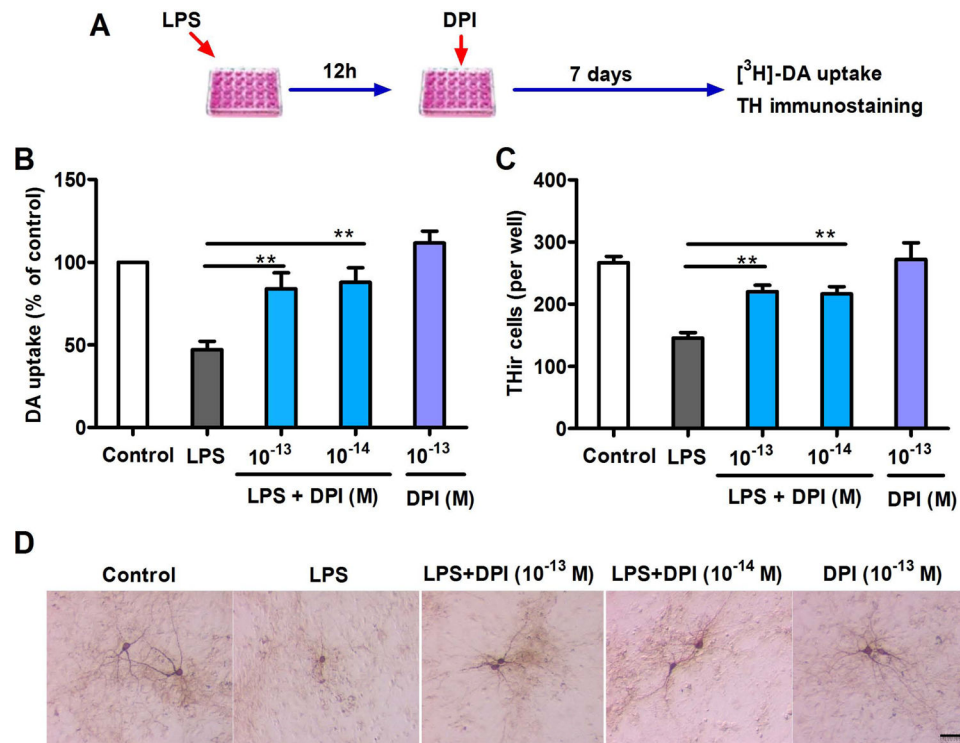 A
LPS
DPI
12h
7 days
[³H]-DA uptake
TH immunostaining
B
DA uptake (% of control)
150
100
50
0
**
**
Control
LPS
10⁻¹³
10⁻¹⁴
10⁻¹³
LPS + DPI (M)
DPI (M)
C
THir cells (per well)
400
300
200
100
0
**
**
Control
LPS
10⁻¹³
10⁻¹⁴
10⁻¹³
LPS + DPI (M)
DPI (M)
D
Control
LPS
LPS+DPI (10⁻¹³ M)
LPS+DPI (10⁻¹⁴ M)
DPI (10⁻¹³ M)